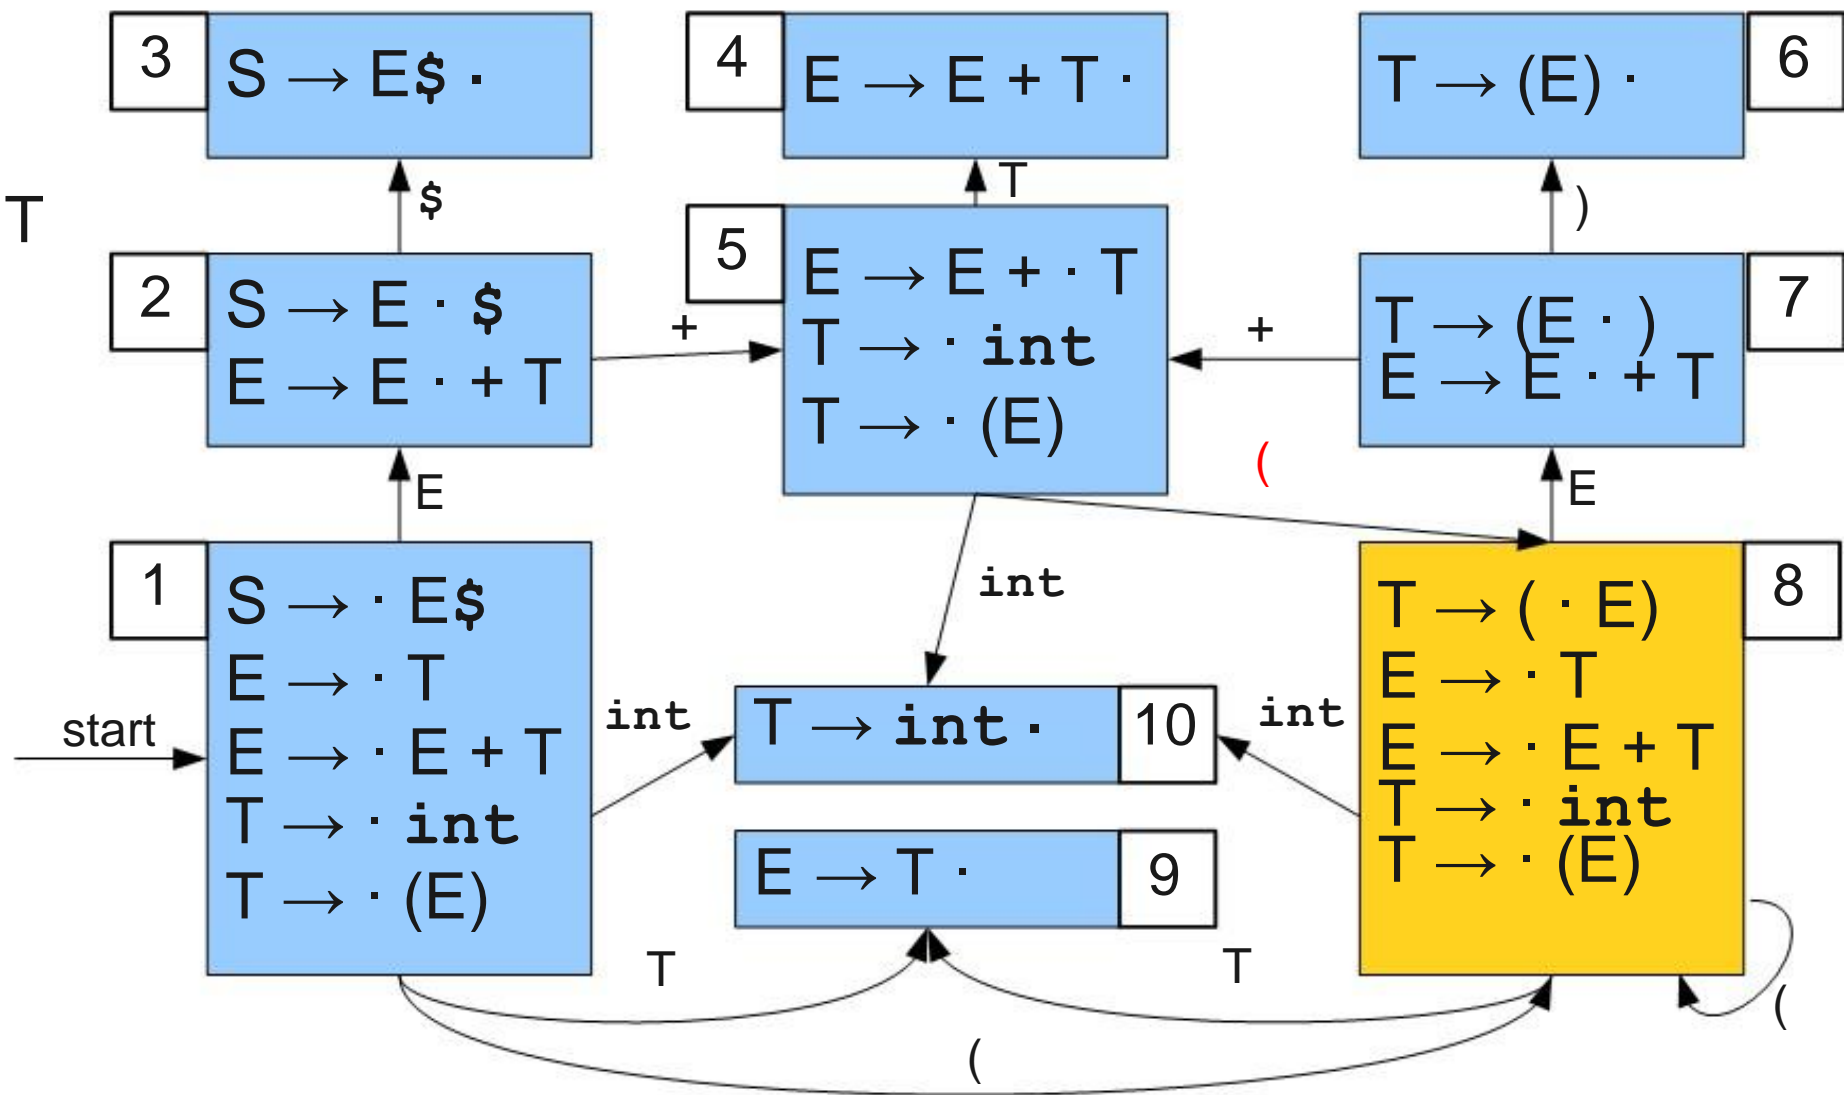 3
S → E$ ·
4
E → E + T ·
T → (E) ·
6
$
T
)
T
2
S → E · $
E → E · + T
+
5
E → E + · T
T → · int
T → · (E)
+
T → (E · )
E → E · + T
7
E
(
E
1
S → · E$
E → · T
E → · E + T
T → · int
T → · (E)
start
int
int
T → int ·
10
int
E → T ·
9
T → ( · E)
E → · T
E → · E + T
T → · int
T → · (E)
8
T
T
(
(